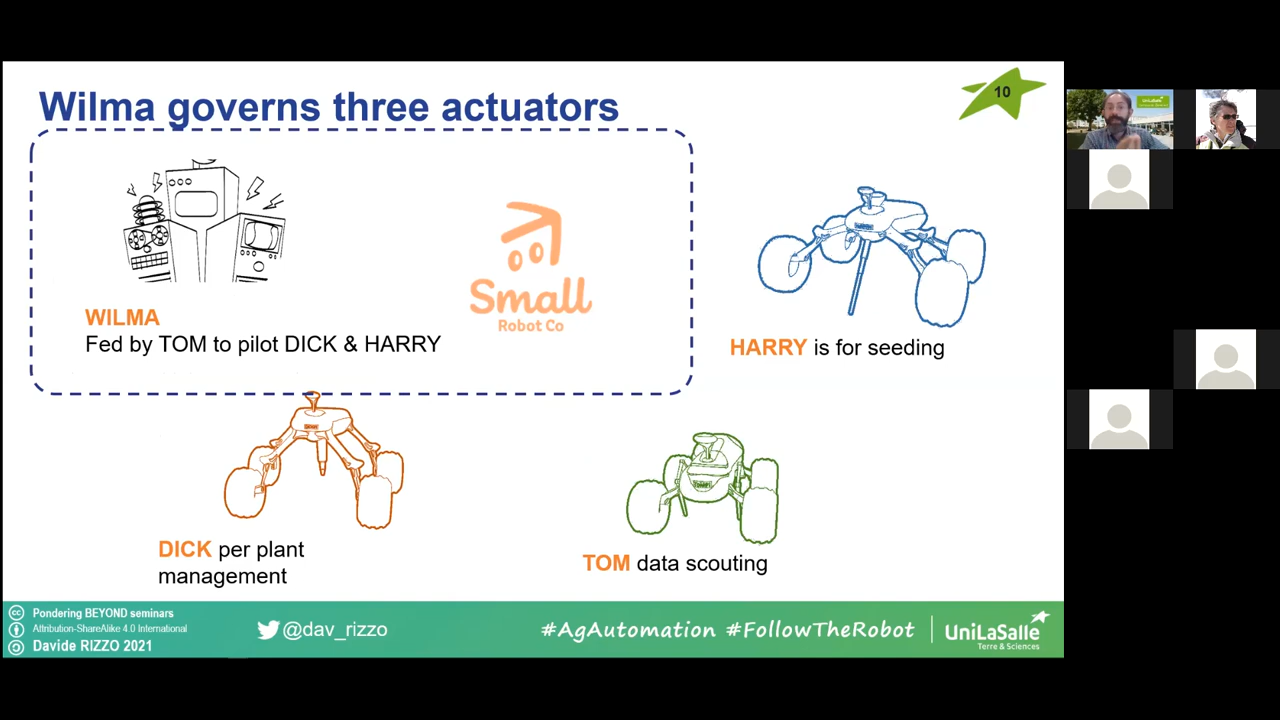 Wilma governs three actuators
10
WILMA
Fed by TOM to pilot DICK & HARRY
Small
Robot Co
HARRY is for seeding
DICK per plant
management
TOM data scouting
Pondering BEYOND seminars
Attribution-ShareAlike 4.0 International
Davide RIZZO 2021
@dav_rizzo
#AgAutomation #FollowTheRobot
UniLaSalle
Terre & Sciences
UniLaSalle